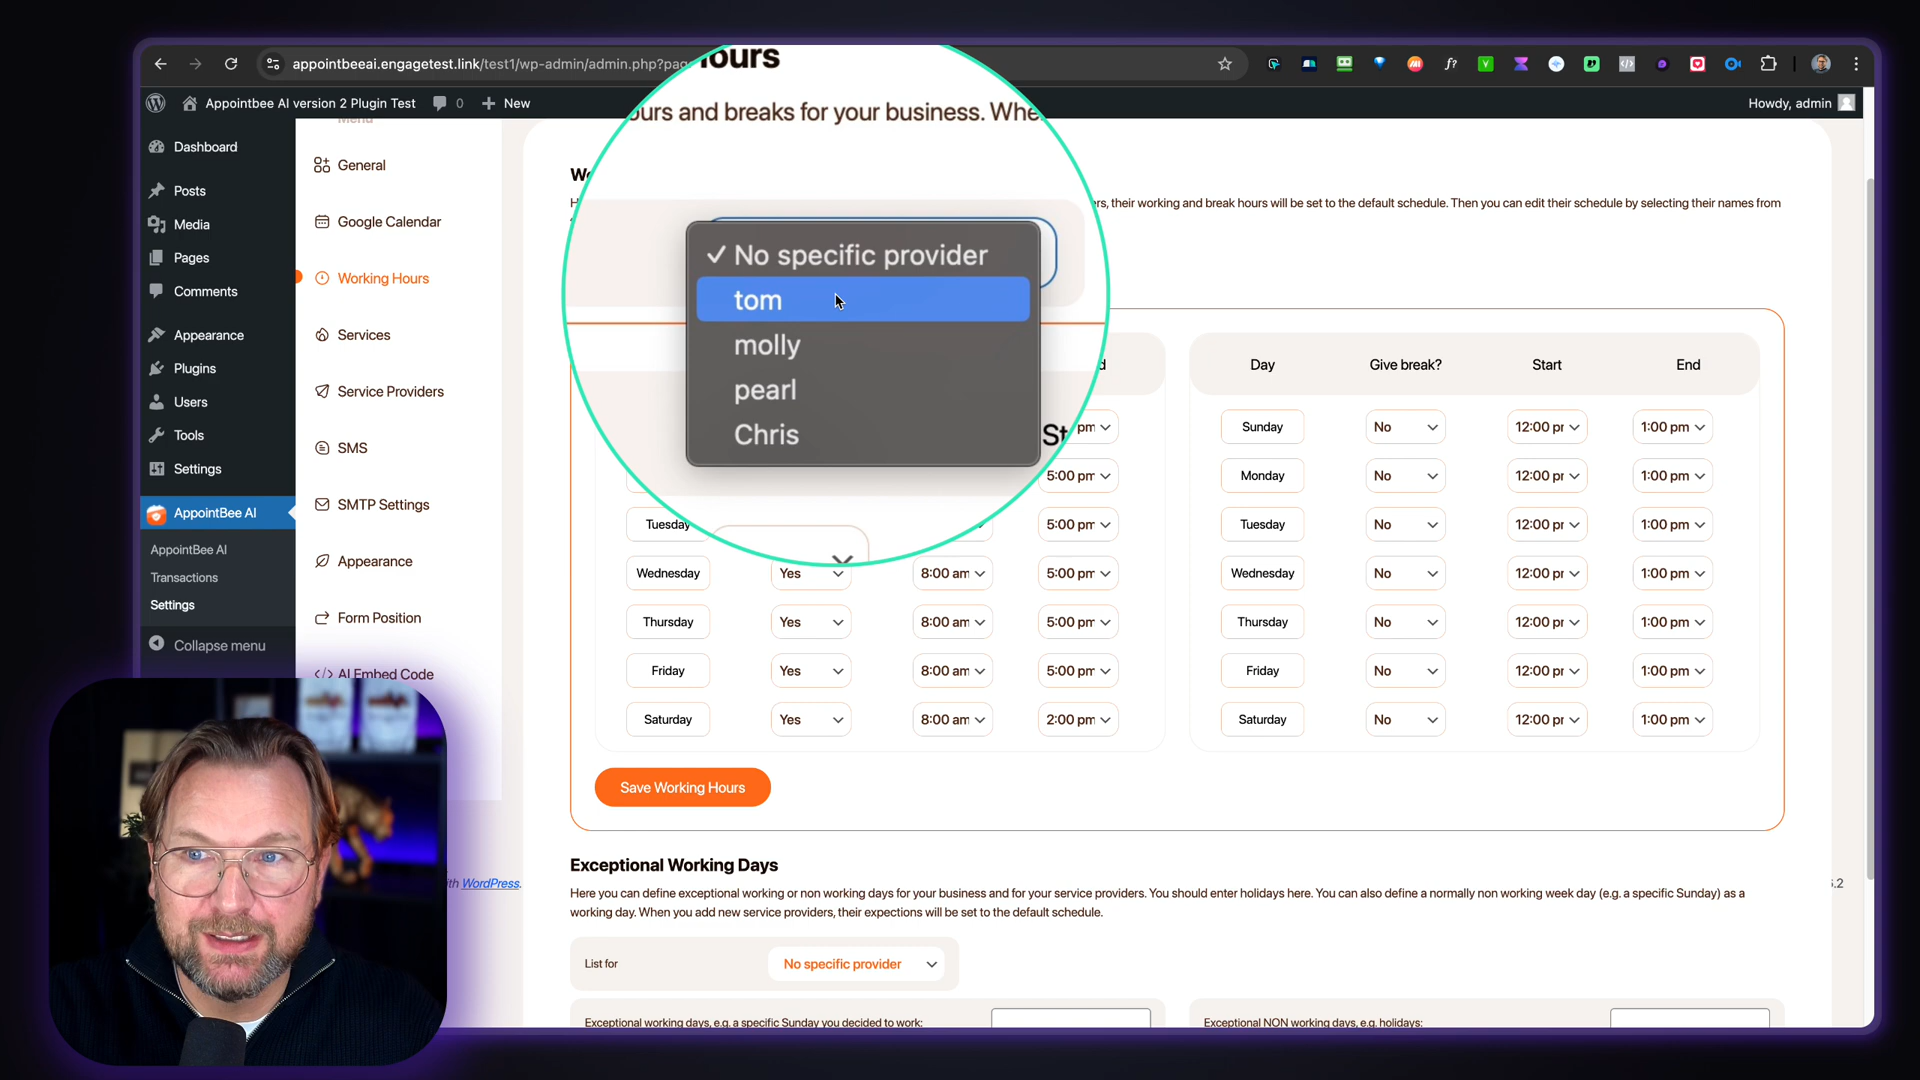 appointbeeai.engagetest.link/test1/wp-admin/admin.php?pag
Appointbee AI version 2 Plugin Test
0
New
Howdy, admin
Dashboard
Posts
Media
Pages
Comments
Appearance
Plugins
Users
Tools
Settings
AppointBee AI
AppointBee AI
Transactions
Settings
Collapse menu
Menu
General
Google Calendar
Working Hours
Services
Service Providers
SMS
SMTP Settings
Appearance
Form Position
AI Embed Code
ours
ours and breaks for your business. Whe
rs, their working and break hours will be set to the default schedule. Then you can edit their schedule by selecting their names from
✓ No specific provider
tom
molly
pearl
Chris
St
Day Give break? Start End
pm
Sunday No 12:00 pr 1:00 pm
5:00 pm
Monday No 12:00 pr 1:00 pm
Tuesday 5:00 pm
Tuesday No 12:00 pr 1:00 pm
Wednesday Yes 8:00 am 5:00 pm
Wednesday No 12:00 pr 1:00 pm
Thursday Yes 8:00 am 5:00 pm
Thursday No 12:00 pr 1:00 pm
Friday Yes 8:00 am 5:00 pm
Friday No 12:00 pr 1:00 pm
Saturday Yes 8:00 am 2:00 pm
Saturday No 12:00 pr 1:00 pm
Save Working Hours
Exceptional Working Days
Here you can define exceptional working or non working days for your business and for your service providers. You should enter holidays here. You can also define a normally non working week day (e.g. a specific Sunday) as a
working day. When you add new service providers, their expections will be set to the default schedule.
ith WordPress.
5.2
List for No specific provider
Exceptional working days, e.g. a specific Sunday you decided to work:
Exceptional NON working days, e.g. holidays: